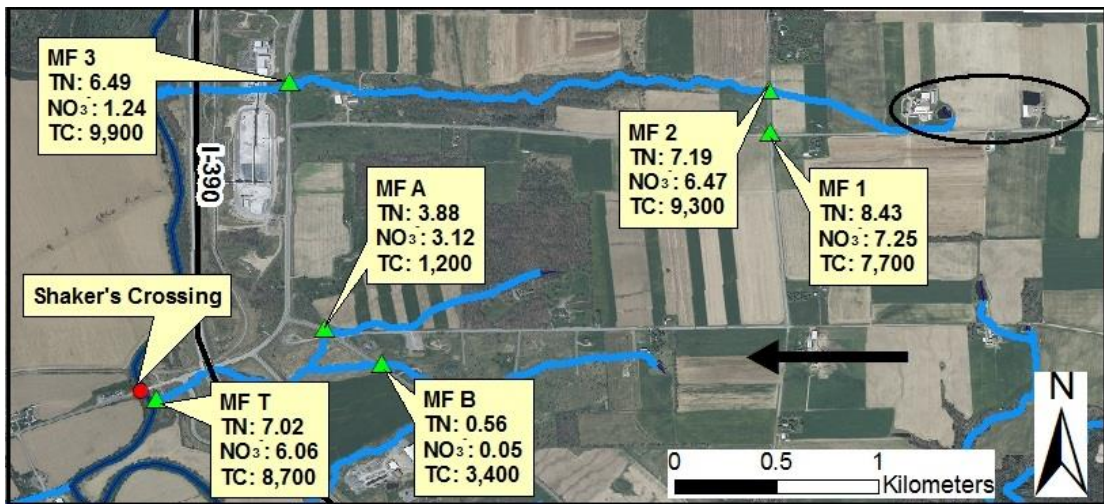 MF 3
TN: 6.49
NO₃⁻: 1.24
TC: 9,900
I-390
MF A
TN: 3.88
NO₃⁻: 3.12
TC: 1,200
MF 2
TN: 7.19
NO₃⁻: 6.47
TC: 9,300
MF 1
TN: 8.43
NO₃⁻: 7.25
TC: 7,700
Shaker's Crossing
MF T
TN: 7.02
NO₃⁻: 6.06
TC: 8,700
MF B
TN: 0.56
NO₃⁻: 0.05
TC: 3,400
N
0 0.5 1
Kilometers